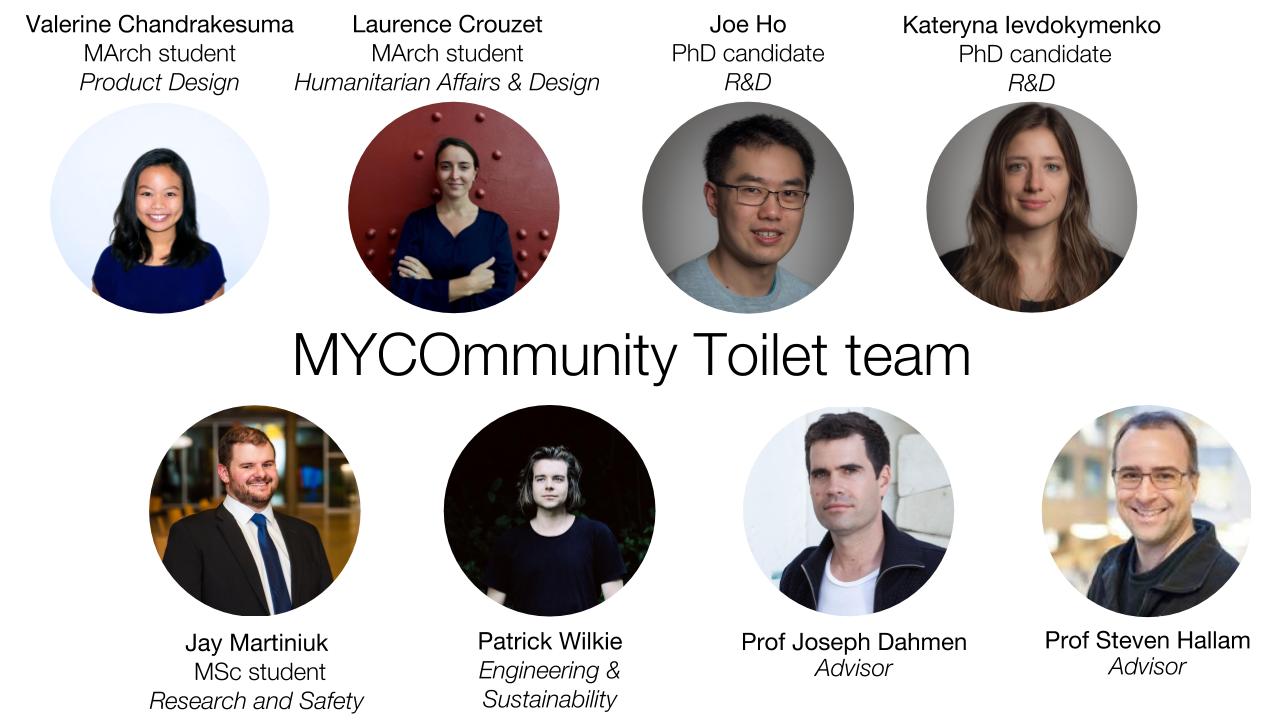 Valerine Chandrakesuma
MArch student
Product Design
Laurence Crouzet
MArch student
Humanitarian Affairs & Design
Joe Ho
PhD candidate
R&D
Kateryna Ievdokymenko
PhD candidate
R&D
MYCOmmunity Toilet team
Jay Martiniuk
MSc student
Research and Safety
Patrick Wilkie
Engineering &
Sustainability
Prof Joseph Dahmen
Advisor
Prof Steven Hallam
Advisor